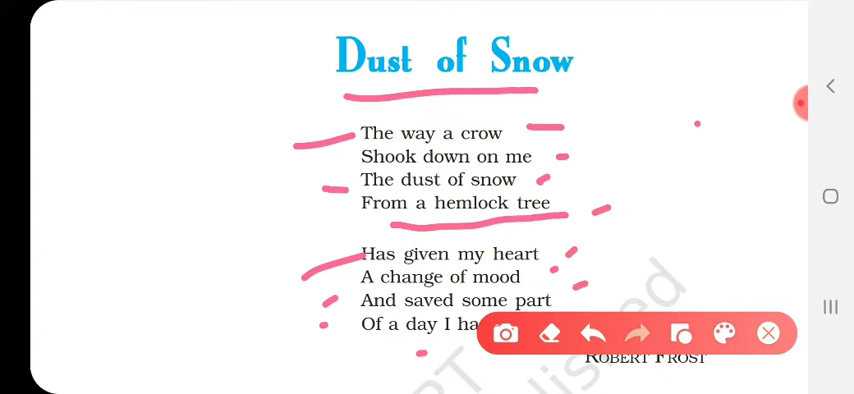 Dust of Snow
The way a crow
Shook down on me
The dust of snow
From a hemlock tree
Has given my heart
A change of mood
And saved some part
Of a day I ha
ROBERT FROST